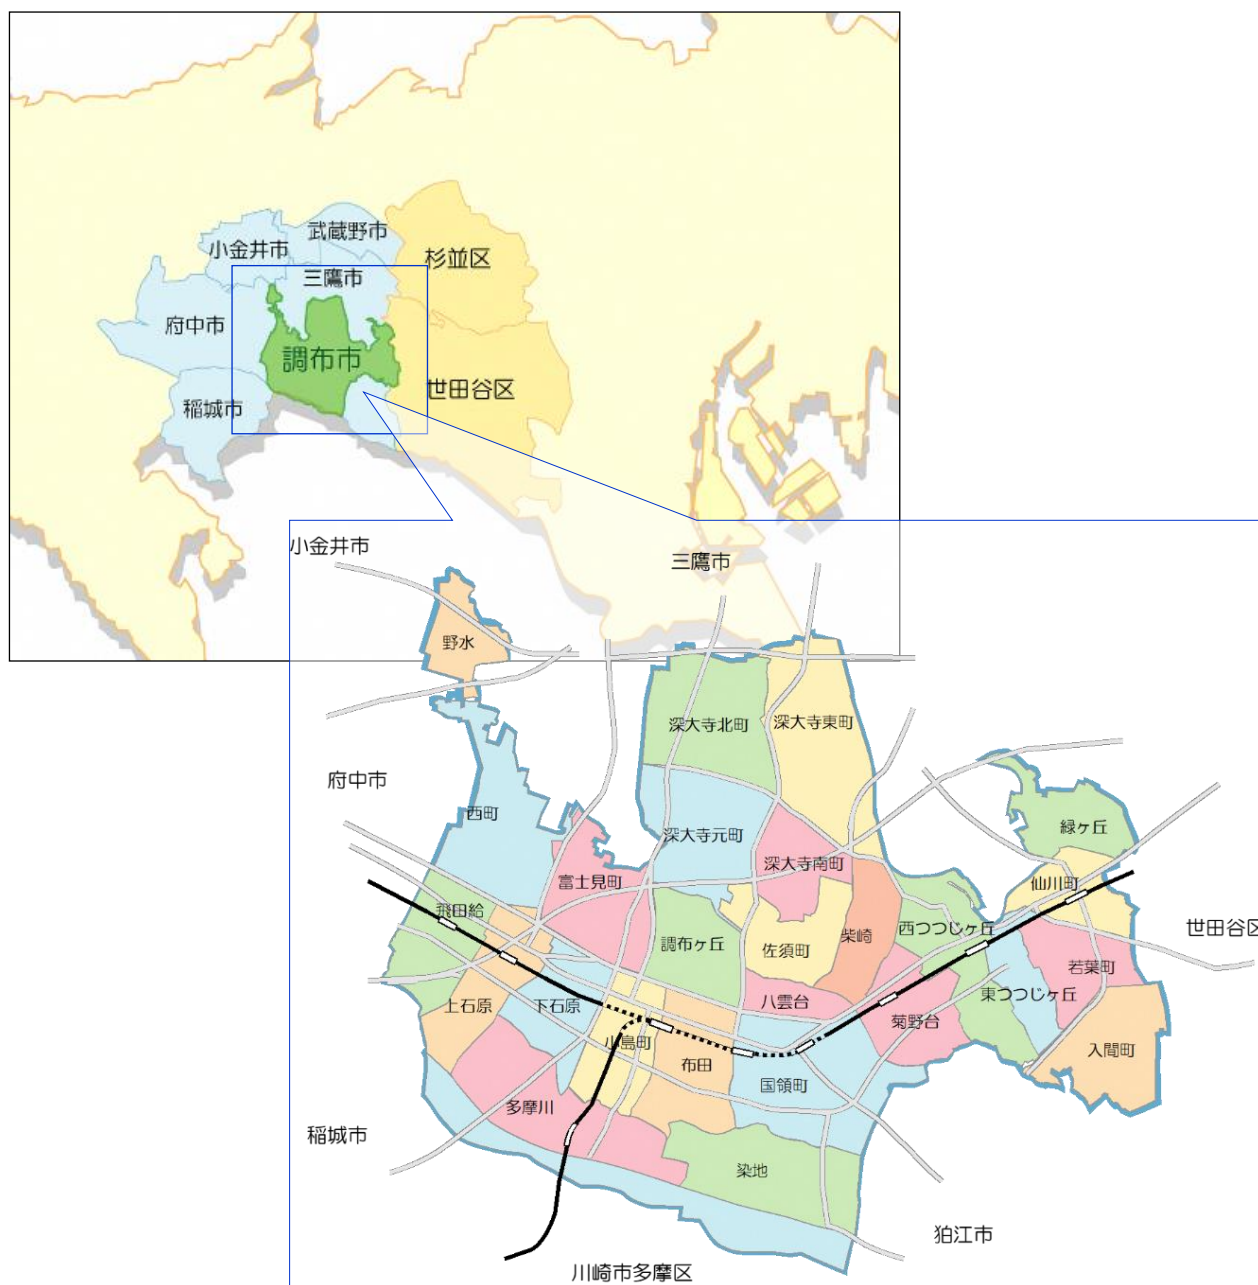 武蔵野市
小金井市
杉並区
三鷹市
府中市
調布市
世田谷区
稲城市
小金井市
三鷹市
野水
深大寺北町
深大寺東町
府中市
西町
深大寺元町
緑ヶ丘
深大寺南町
富士見町
仙川町
飛田給
世田谷区
西つつじヶ丘
調布ヶ丘
佐須町
柴崎
若葉町
東つつじヶ丘
上石原
下石原
八雲台
菊野台
小島町
布田
入間町
国領町
多摩川
稲城市
染地
狛江市
川崎市多摩区